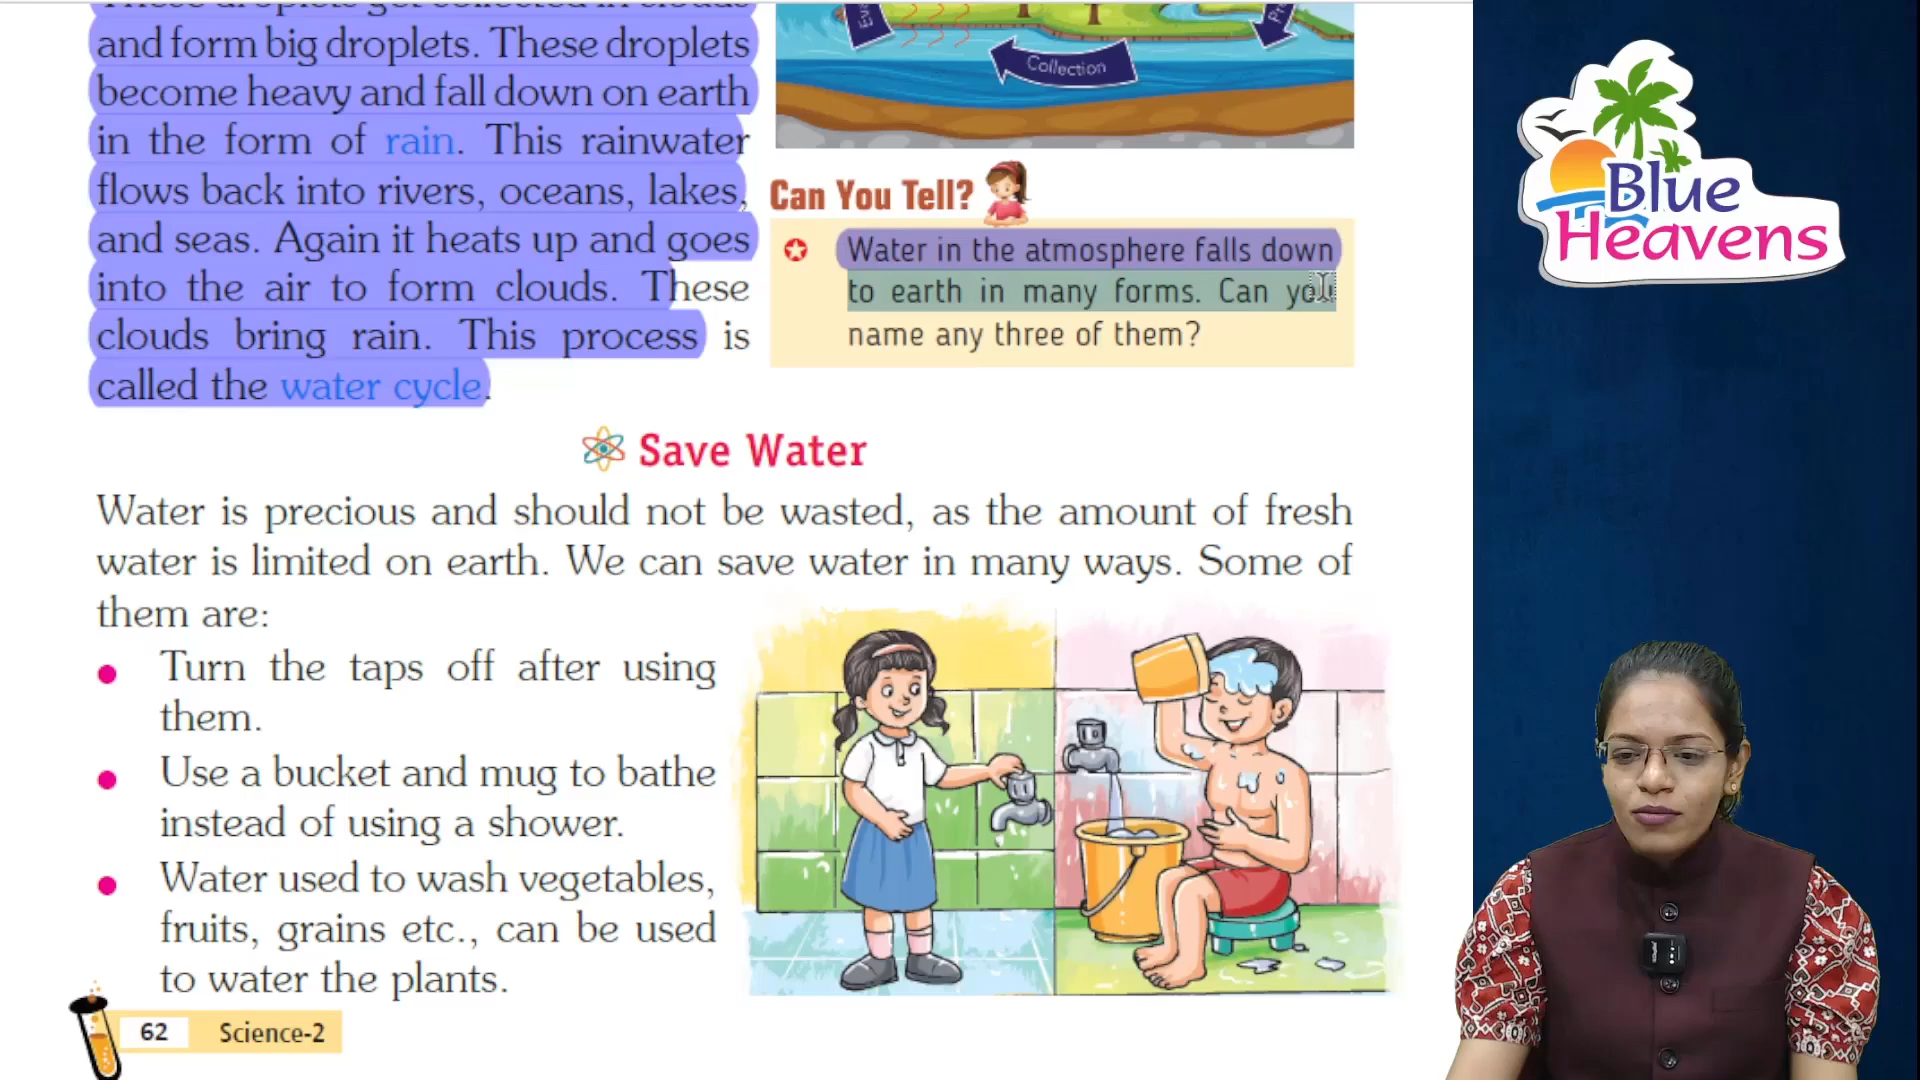 These droplets get collected in clouds
and form big droplets. These droplets
become heavy and fall down on earth
in the form of rain. This rainwater
flows back into rivers, oceans, lakes,
and seas. Again it heats up and goes
into the air to form clouds. These
clouds bring rain. This process is
called the water cycle.
Collection
Can You Tell?
Water in the atmosphere falls down
to earth in many forms. Can you
name any three of them?
Save Water
Water is precious and should not be wasted, as the amount of fresh
water is limited on earth. We can save water in many ways. Some of
them are:
Turn the taps off after using
them.
Use a bucket and mug to bathe
instead of using a shower.
Water used to wash vegetables,
fruits, grains etc., can be used
to water the plants.
62 Science-2
Blue
Heavens